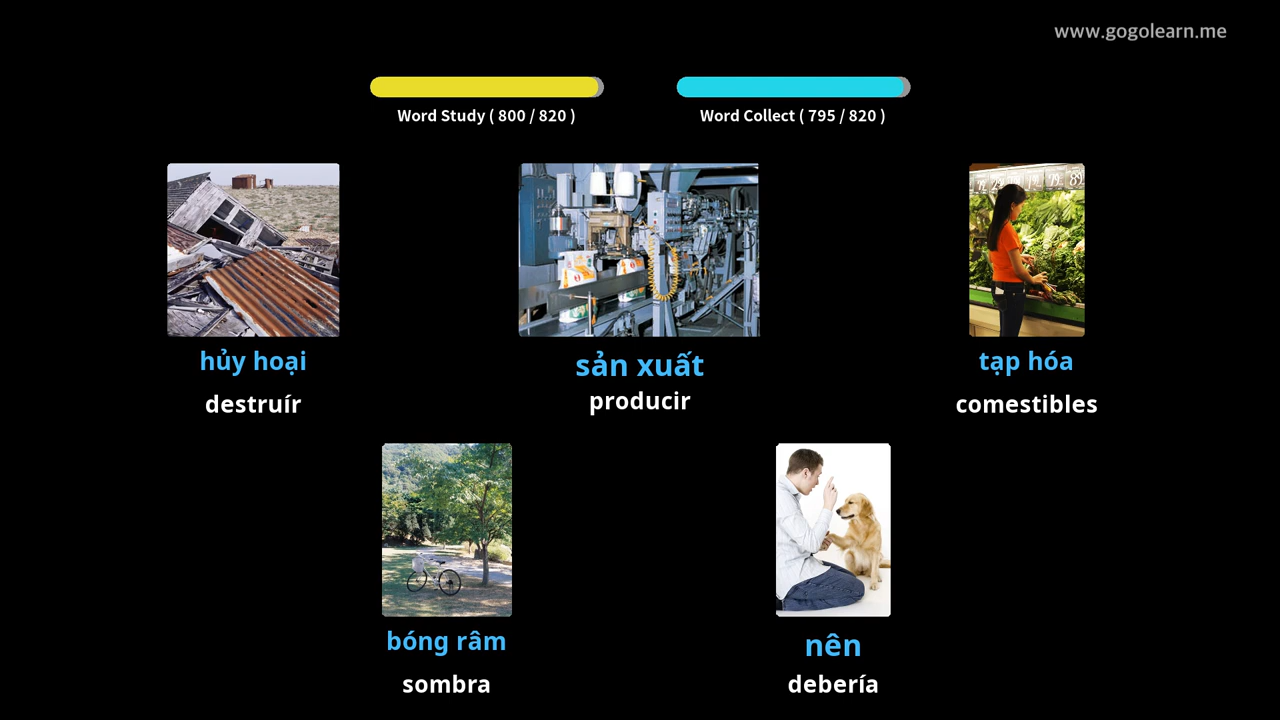 www.gogolearn.me
Word Study ( 800 / 820 )
Word Collect ( 795 / 820 )
hủy hoại
destruír
sản xuất
producir
tạp hóa
comestibles
bóng râm
sombra
nên
debería